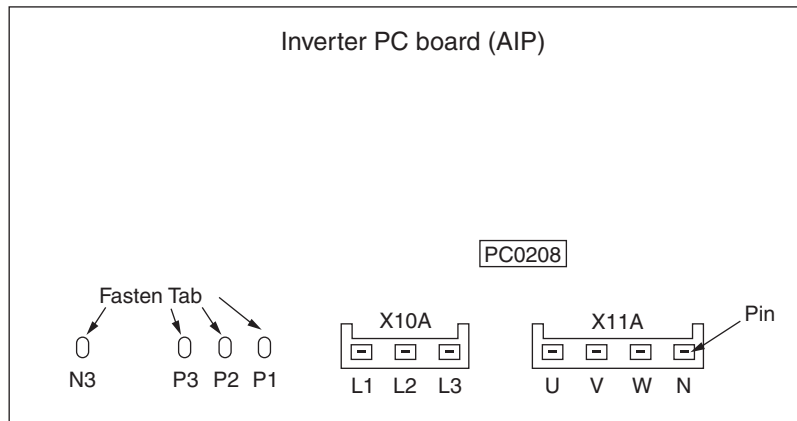 Inverter PC board (AIP)
PC0208
Fasten Tab
X10A
X11A
Pin
N3 P3 P2 P1 L1 L2 L3 U V W N